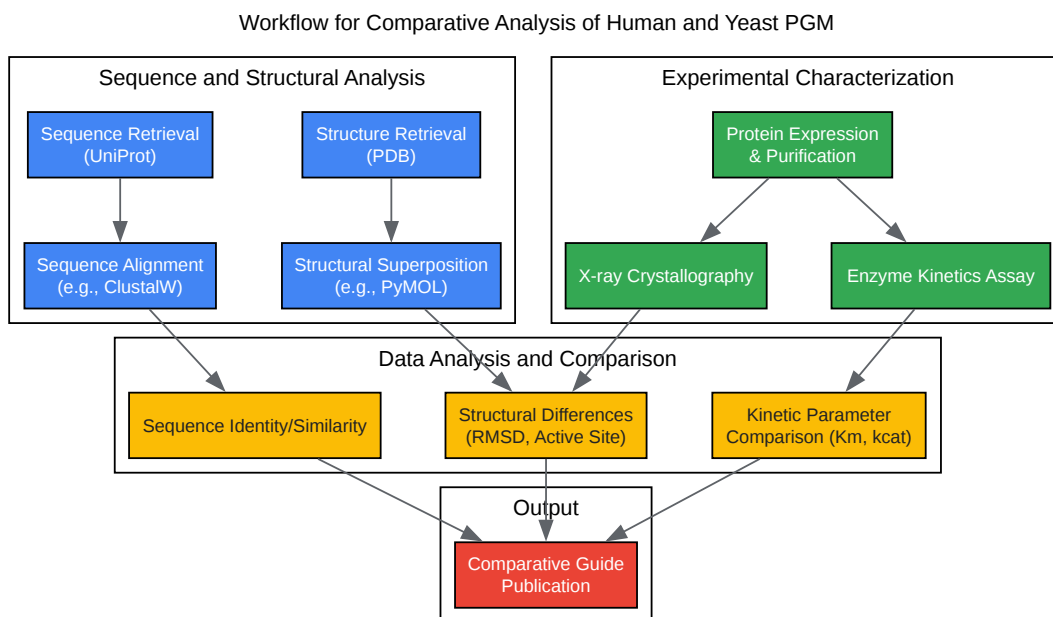 Workflow for Comparative Analysis of Human and Yeast PGM
Sequence and Structural Analysis
Sequence Retrieval
(UniProt)
Structure Retrieval
(PDB)
Sequence Alignment
(e.g., ClustalW)
Structural Superposition
(e.g., PyMOL)
Experimental Characterization
Protein Expression
& Purification
X-ray Crystallography
Enzyme Kinetics Assay
Data Analysis and Comparison
Sequence Identity/Similarity
Structural Differences
(RMSD, Active Site)
Kinetic Parameter
Comparison (Km, kcat)
Output
Comparative Guide
Publication